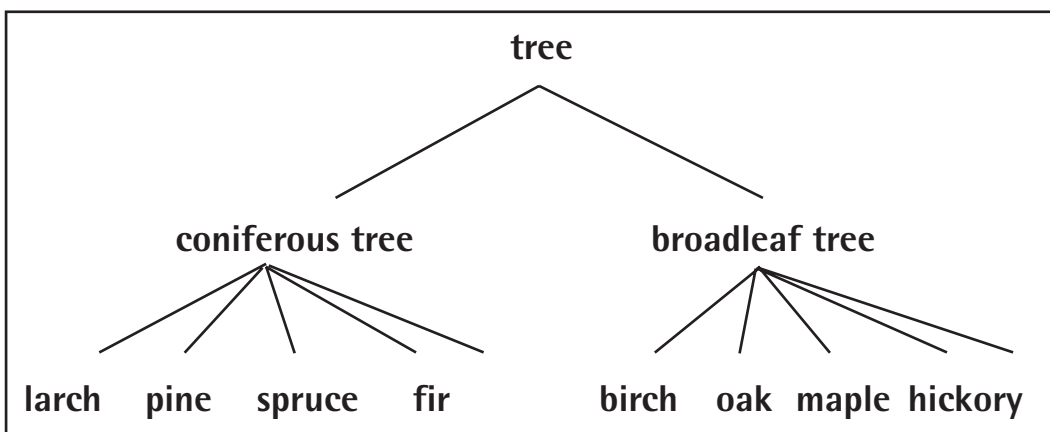 tree
coniferous tree broadleaf tree
larch pine spruce fir birch oak maple hickory